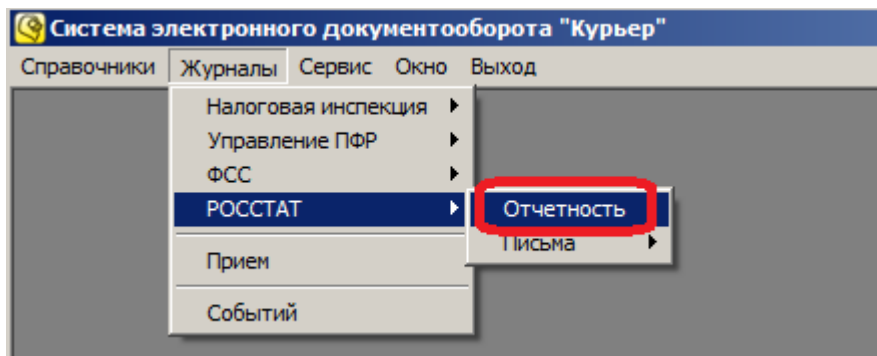 Система электронного документооборота "Курьер"
Справочники Журналы Сервис Окно Выход
Налоговая инспекция
Управление ПФР
ФСС
РОССТАТ
Отчетность
Письма
Прием
Событий